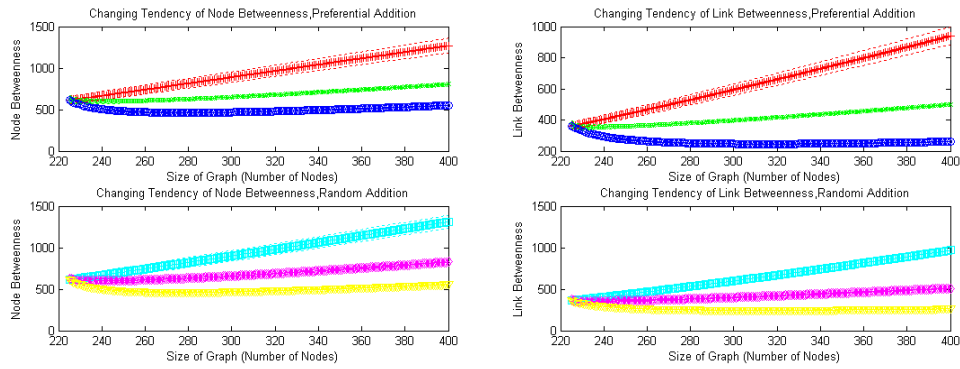 Changing Tendency of Node Betweenness,Preferential Addition
1500
1000
500
0
Node Betweenness
220 240 260 280 300 320 340 360 380 400
Size of Graph (Number of Nodes)
Changing Tendency of Link Betweenness,Preferential Addition
1000
800
600
400
200
Link Betweenness
220 240 260 280 300 320 340 360 380 400
Size of Graph (Number of Nodes)
Changing Tendency of Node Betweenness,Random Addition
1500
1000
500
0
Node Betweenness
220 240 260 280 300 320 340 360 380 400
Size of Graph (Number of Nodes)
Changing Tendency of Link Betweenness,Randomi Addition
1500
1000
500
0
Link Betweenness
220 240 260 280 300 320 340 360 380 400
Size of Graph (Number of Nodes)